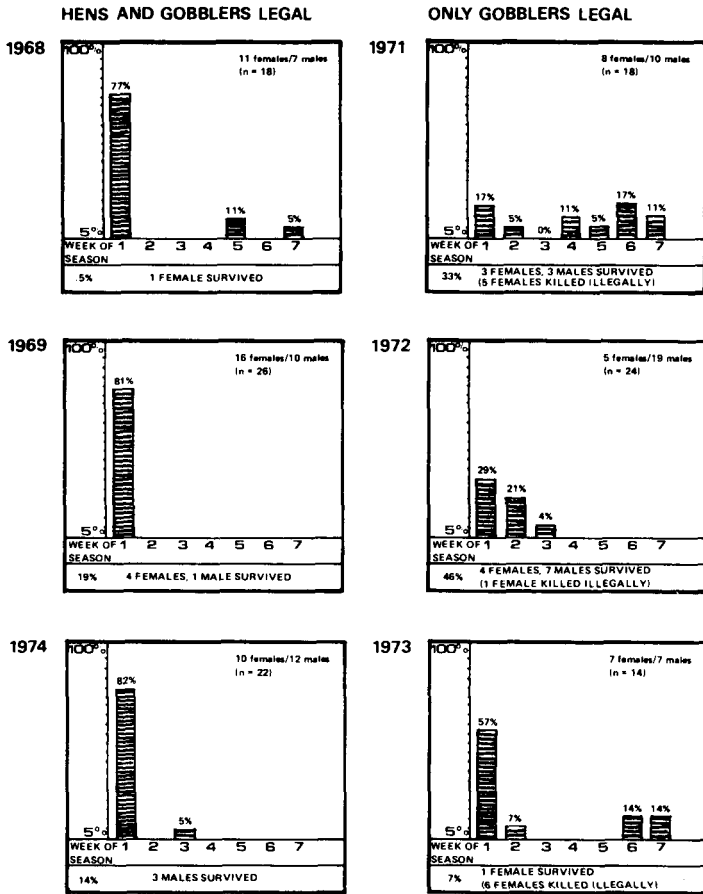 HENS AND GOBBLERS LEGAL
1968
100%
11 females/7 males
(n = 18)
77%
11%
5%
5%
WEEK OF 1 2 3 4 5 6 7
SEASON
.5% 1 FEMALE SURVIVED
1969
100%
16 females/10 males
(n = 26)
81%
5%
WEEK OF 1 2 3 4 5 6 7
SEASON
19% 4 FEMALES, 1 MALE SURVIVED
1974
100%
10 females/12 males
(n = 22)
82%
5%
5%
WEEK OF 1 2 3 4 5 6 7
SEASON
14% 3 MALES SURVIVED
ONLY GOBBLERS LEGAL
1971
100%
8 females/10 males
(n = 18)
17% 5% 0% 11% 5% 17% 11%
5%
WEEK OF 1 2 3 4 5 6 7
SEASON
33% 3 FEMALES, 3 MALES SURVIVED
(5 FEMALES KILLED ILLEGALLY)
1972
100%
5 females/19 males
(n = 24)
29% 21% 4%
5%
WEEK OF 1 2 3 4 5 6 7
SEASON
46% 4 FEMALES, 7 MALES SURVIVED
(1 FEMALE KILLED ILLEGALLY)
1973
100%
7 females/7 males
(n = 14)
57%
7% 14% 14%
5%
WEEK OF 1 2 3 4 5 6 7
SEASON
7% 1 FEMALE SURVIVED
(6 FEMALES KILLED ILLEGALLY)